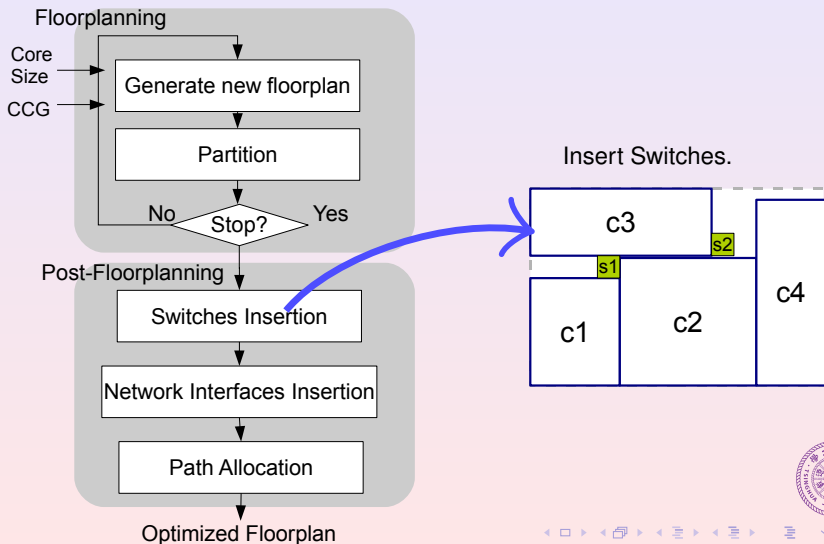 Floorplanning
Core
Size
CCG
Generate new floorplan
Partition
No
Stop?
Yes
Post-Floorplanning
Switches Insertion
Network Interfaces Insertion
Path Allocation
Optimized Floorplan
Insert Switches.
c3
s2
s1
c4
c1
c2